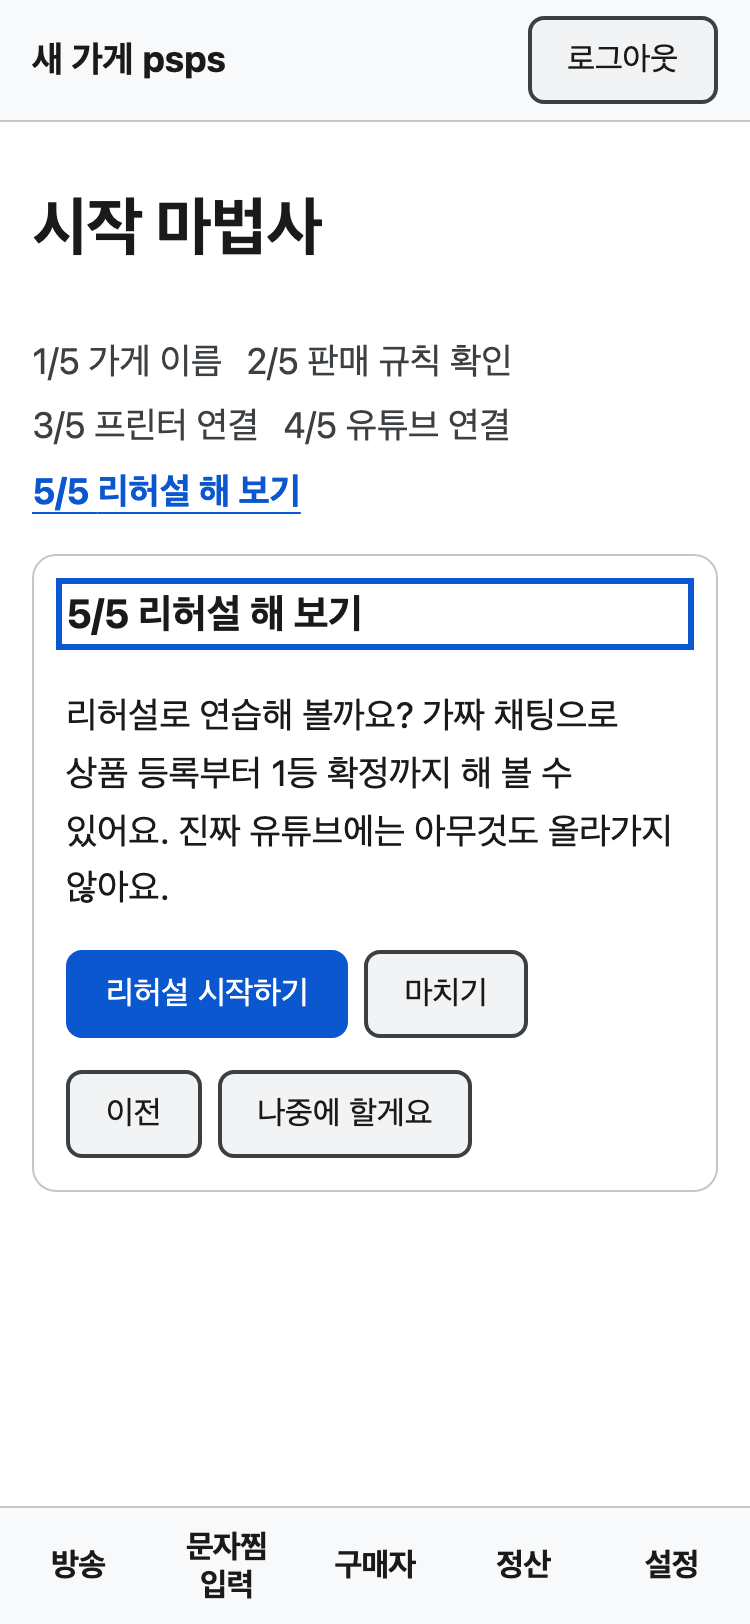 새 가게 psps
로그아웃
시작 마법사
1/5 가게 이름 2/5 판매 규칙 확인
3/5 프린터 연결 4/5 유튜브 연결
5/5 리허설 해 보기
5/5 리허설 해 보기
리허설로 연습해 볼까요? 가짜 채팅으로
상품 등록부터 1등 확정까지 해 볼 수
있어요. 진짜 유튜브에는 아무것도 올라가지
않아요.
리허설 시작하기
마치기
이전
나중에 할게요
방송
문자찜
입력
구매자
정산
설정